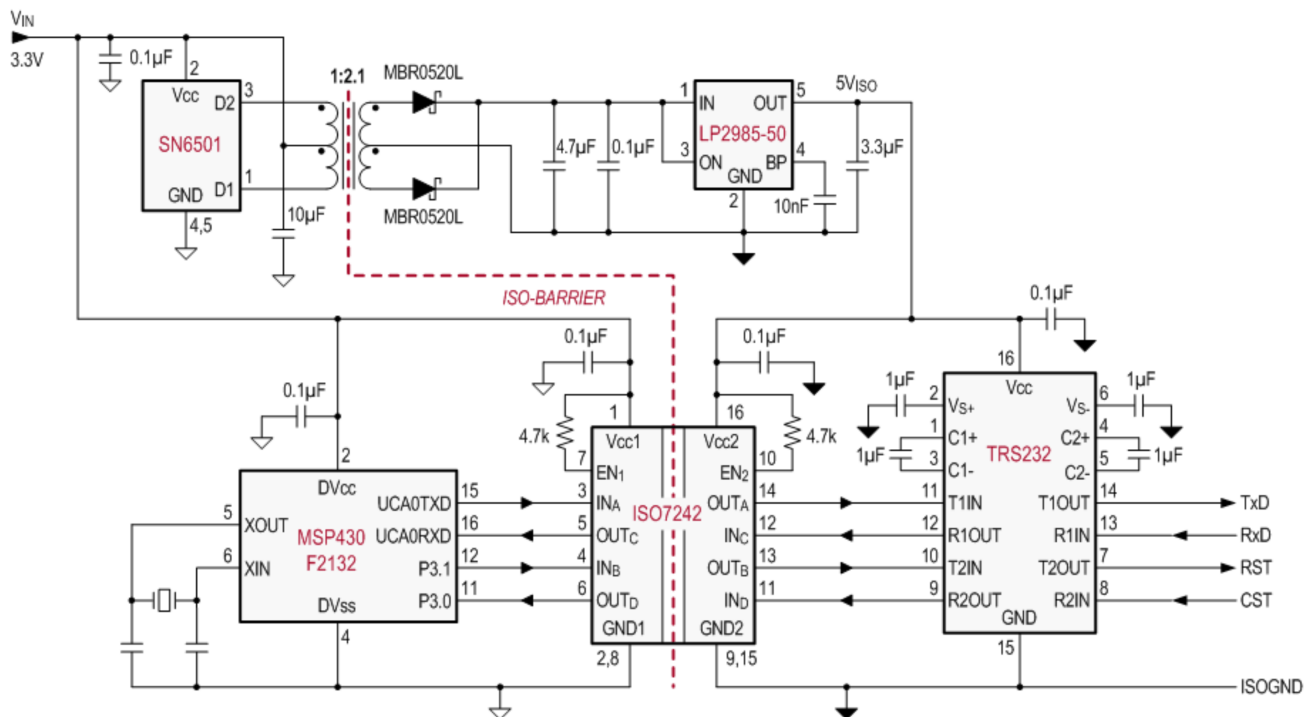 VIN
3.3V
0.1µF
2
Vcc
SN6501
D2
3
D1
1
GND
4,5
10µF
1:2.1
MBR0520L
MBR0520L
4.7µF
0.1µF
1
IN
OUT
5
LP2985-50
3
ON
BP
4
GND
2
10nF
5VISO
3.3µF
ISO-BARRIER
0.1µF
2
DVcc
5
XOUT
6
XIN
MSP430
F2132
UCA0TXD
15
UCA0RXD
16
P3.1
12
P3.0
11
DVss
4
0.1µF
4.7k
1
Vcc1
7
EN1
3
INA
5
OUTC
4
INB
6
OUTD
GND1
2,8
ISO7242
0.1µF
4.7k
16
Vcc2
10
EN2
14
OUTA
12
INC
13
OUTB
11
IND
GND2
9,15
0.1µF
16
Vcc
1µF
2
VS+
VS-
6
1µF
1
C1+
C2+
4
1µF
3
C1-
C2-
5
1µF
TRS232
11
T1IN
T1OUT
14
TxD
12
R1OUT
R1IN
13
RxD
10
T2IN
T2OUT
7
RST
9
R2OUT
R2IN
8
CST
GND
15
ISOGND